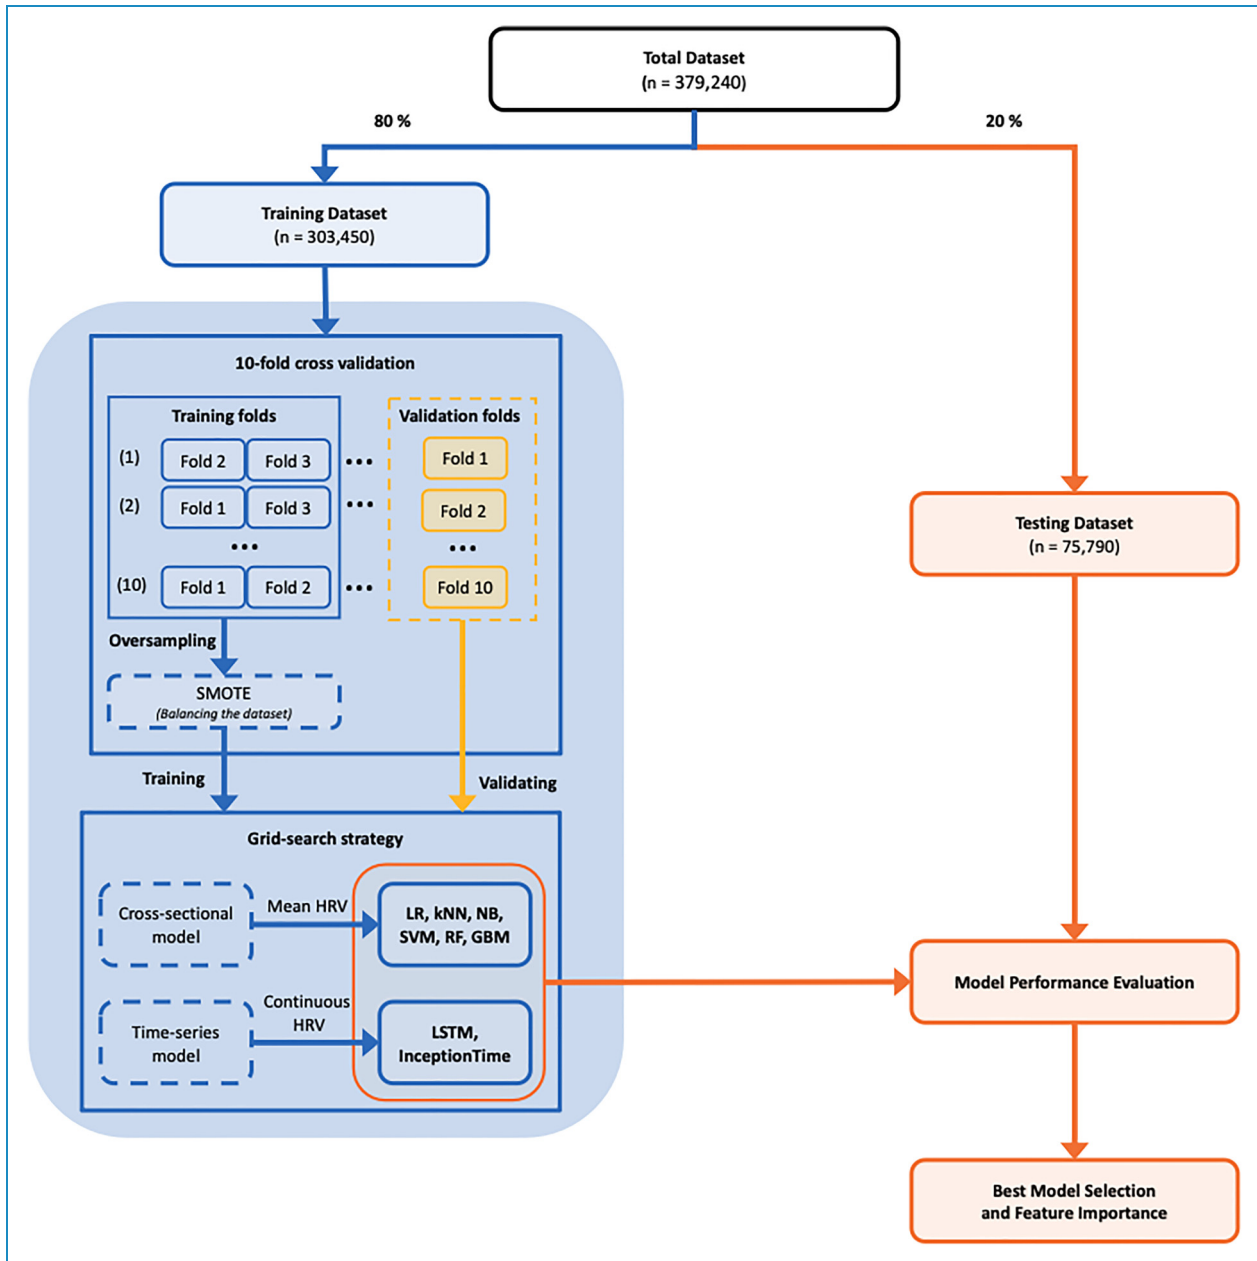 Total Dataset
(n = 379,240)
80 %
20 %
Training Dataset
(n = 303,450)
10-fold cross validation
Training folds
Validation folds
(1)
Fold 2
Fold 3
•••
Fold 1
(2)
Fold 1
Fold 3
•••
Fold 2
•••
•••
(10)
Fold 1
Fold 2
•••
Fold 10
Oversampling
SMOTE
(Balancing the dataset)
Training
Validating
Grid-search strategy
Cross-sectional
model
Mean HRV
LR, kNN, NB,
SVM, RF, GBM
Time-series
model
Continuous
HRV
LSTM,
InceptionTime
Testing Dataset
(n = 75,790)
Model Performance Evaluation
Best Model Selection
and Feature Importance